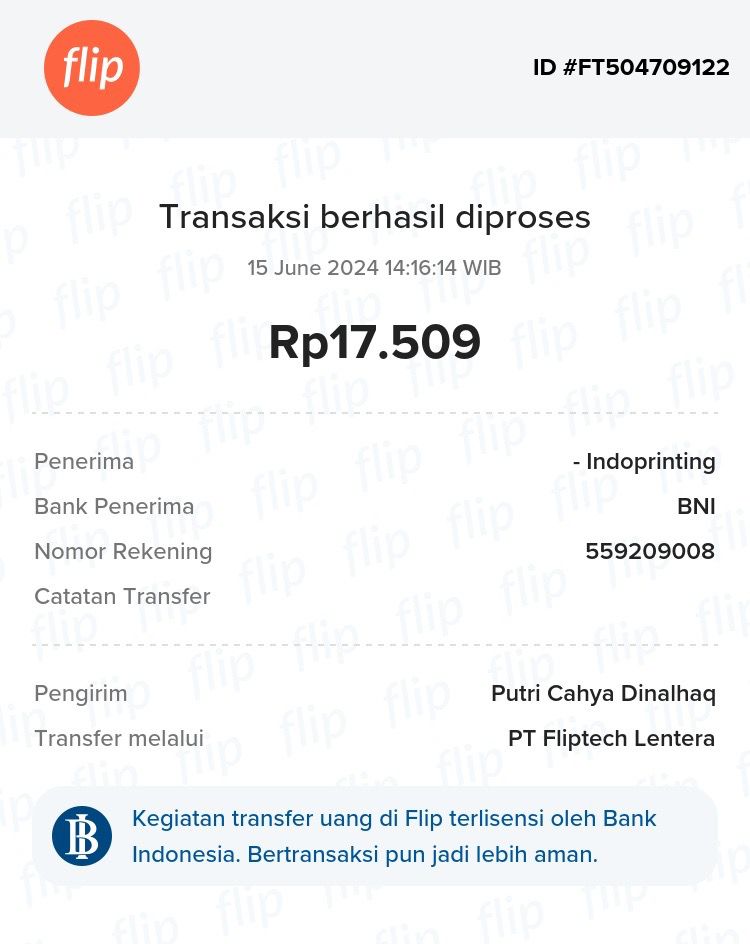 flip
ID #FT504709122
Transaksi berhasil diproses
15 June 2024 14:16:14 WIB
Rp17.509
Penerima - Indoprinting
Bank Penerima BNI
Nomor Rekening 559209008
Catatan Transfer
Pengirim Putri Cahya Dinalhaq
Transfer melalui PT Fliptech Lentera
Kegiatan transfer uang di Flip terlisensi oleh Bank
Indonesia. Bertransaksi pun jadi lebih aman.